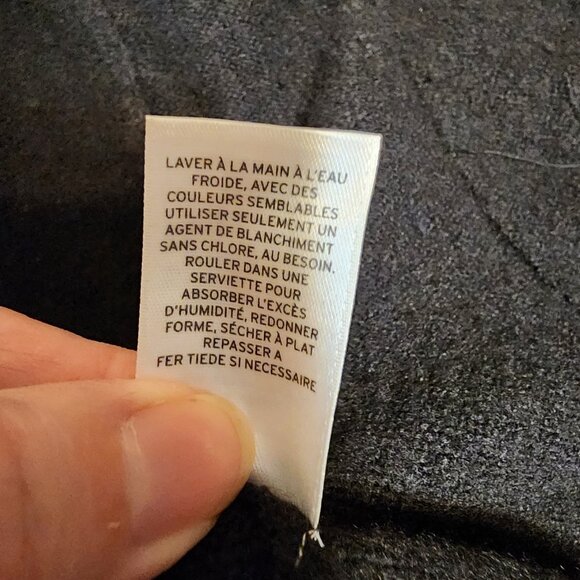 LAVER À LA MAIN À L'EAU
FROIDE, AVEC DES
COULEURS SEMBLABLES
UTILISER SEULEMENT UN
AGENT DE BLANCHIMENT
SANS CHLORE, AU BESOIN.
ROULER DANS UNE
SERVIETTE POUR
ABSORBER L'EXCÈS
D'HUMIDITÉ, REDONNER
FORME, SÉCHER À PLAT
REPASSER A
FER TIEDE SI NECESSAIRE